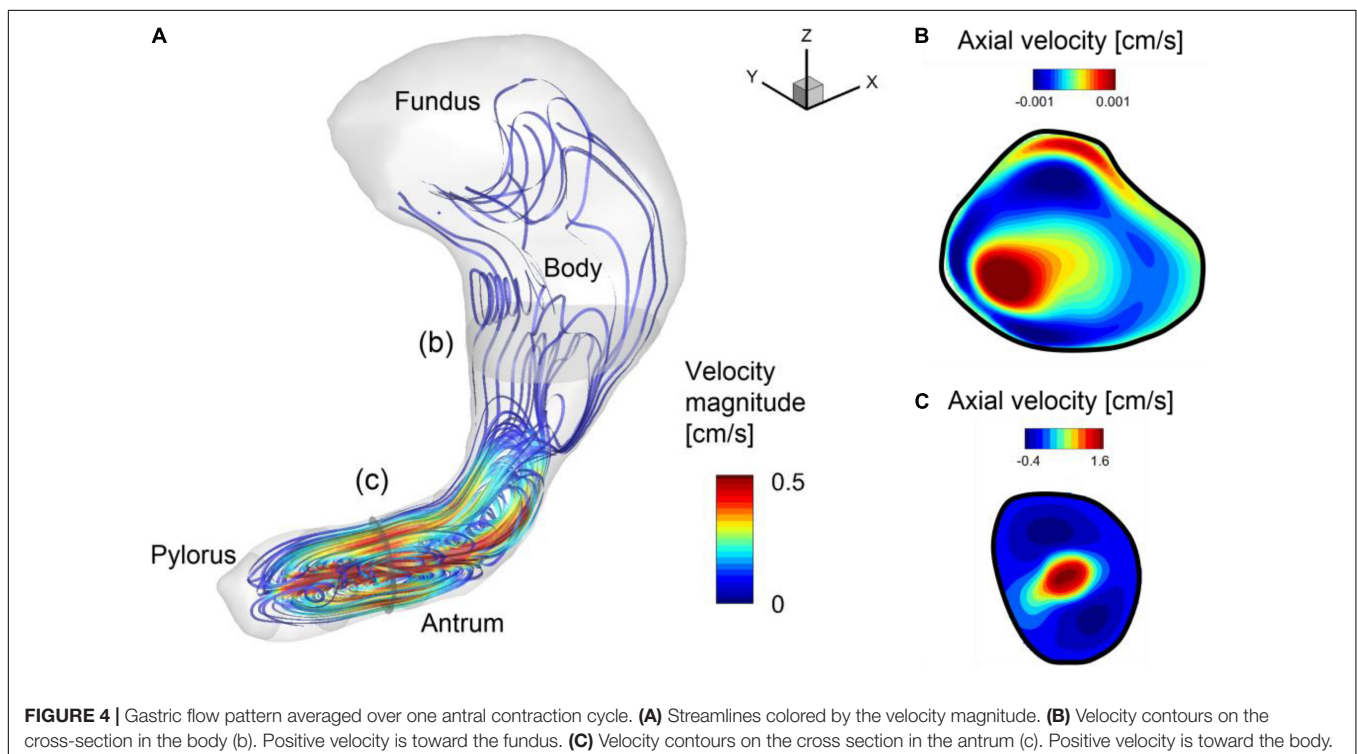 A
Fundus
Body
(b)
(c)
Pylorus
Antrum
Z
Y
X
Velocity
magnitude
[cm/s]
0.5
0
B
Axial velocity [cm/s]
-0.001 0.001
C
Axial velocity [cm/s]
-0.4 1.6
FIGURE 4 | Gastric flow pattern averaged over one antral contraction cycle. (A) Streamlines colored by the velocity magnitude. (B) Velocity contours on the
cross-section in the body (b). Positive velocity is toward the fundus. (C) Velocity contours on the cross section in the antrum (c). Positive velocity is toward the body.